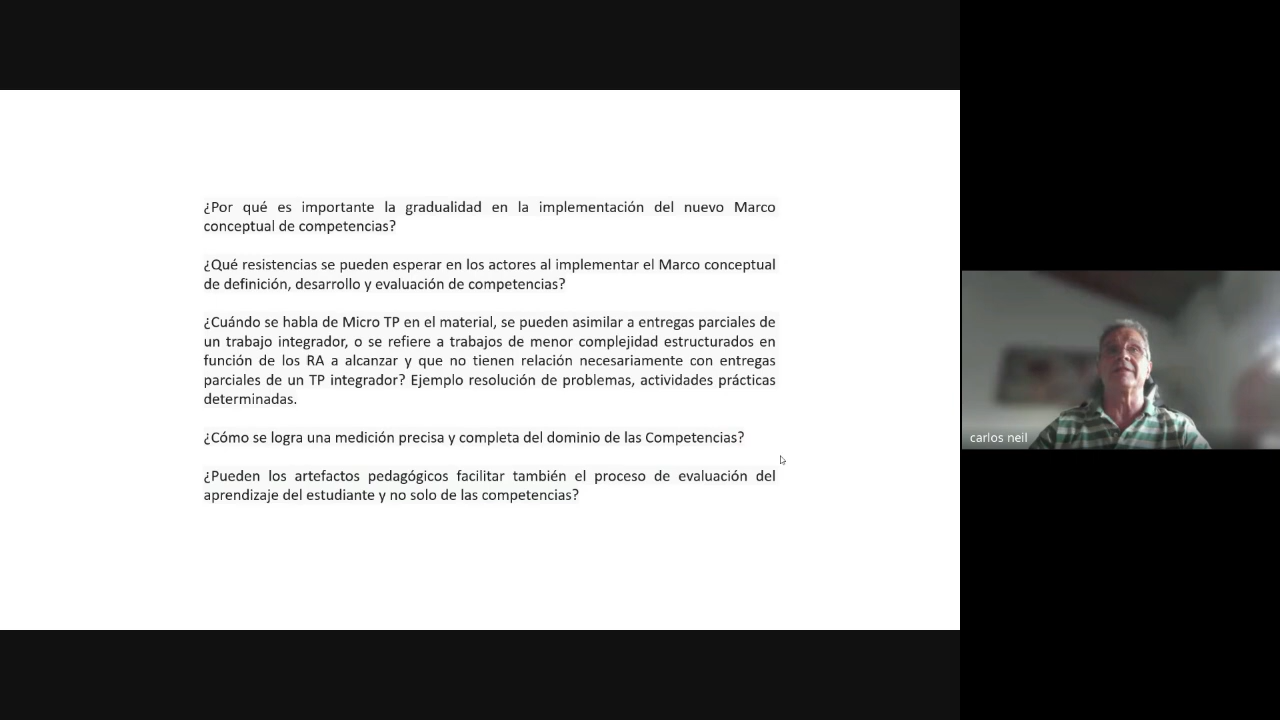 ¿Por qué es importante la gradualidad en la implementación del nuevo Marco
conceptual de competencias?
¿Qué resistencias se pueden esperar en los actores al implementar el Marco conceptual
de definición, desarrollo y evaluación de competencias?
¿Cuándo se habla de Micro TP en el material, se pueden asimilar a entregas parciales de
un trabajo integrador, o se refiere a trabajos de menor complejidad estructurados en
función de los RA a alcanzar y que no tienen relación necesariamente con entregas
parciales de un TP integrador? Ejemplo resolución de problemas, actividades prácticas
determinadas.
¿Cómo se logra una medición precisa y completa del dominio de las Competencias?
¿Pueden los artefactos pedagógicos facilitar también el proceso de evaluación del
aprendizaje del estudiante y no solo de las competencias?
carlos neil